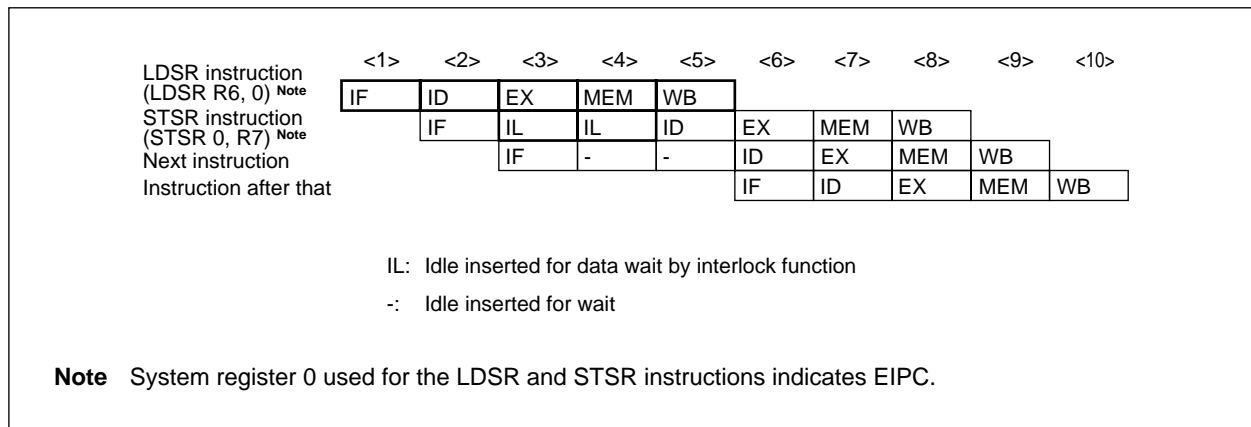 <1> <2> <3> <4> <5> <6> <7> <8> <9> <10>
LDSR instruction
(LDSR R6, 0) Note IF ID EX MEM WB
STSR instruction
(STSR 0, R7) Note IF IL IL ID EX MEM WB
Next instruction IF - - ID EX MEM WB
Instruction after that IF ID EX MEM WB
IL: Idle inserted for data wait by interlock function
-: Idle inserted for wait
Note System register 0 used for the LDSR and STSR instructions indicates EIPC.